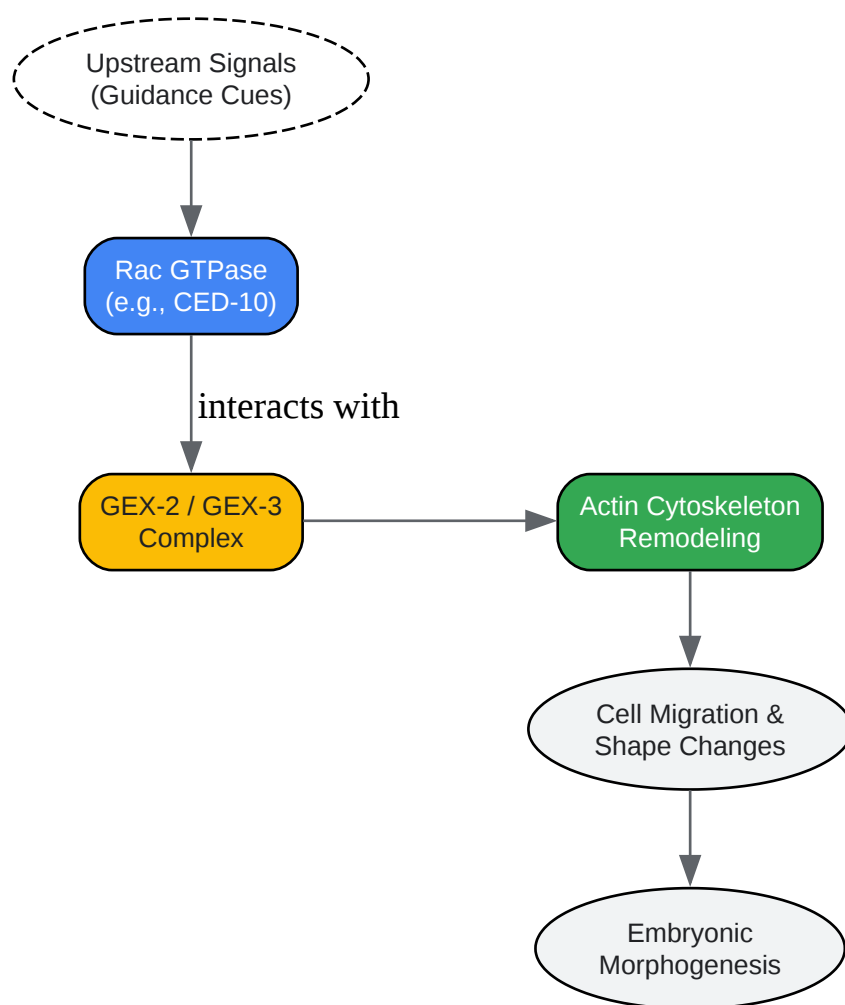 Upstream Signals
(Guidance Cues)
Rac GTPase
(e.g., CED-10)
interacts with
GEX-2 / GEX-3
Complex
Actin Cytoskeleton
Remodeling
Cell Migration &
Shape Changes
Embryonic
Morphogenesis